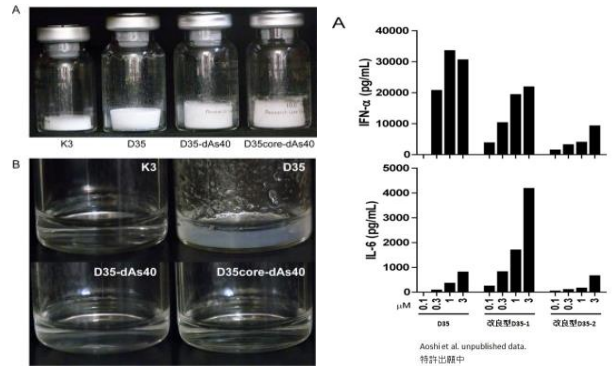 A
K3
D35
D35-dAs40
D35core-dAs40
B
K3
D35
D35-dAs40
D35core-dAs40
A
IFN-α (pg/mL)
40000
30000
20000
10000
0
IL-6 (pg/mL)
5000
4000
3000
2000
1000
0
μM
0.1
0.3
1
3
0.1
0.3
1
3
0.1
0.3
1
3
D35
改良型D35-1
改良型D35-2
Aoshi et al. unpublished data.
特許出願中